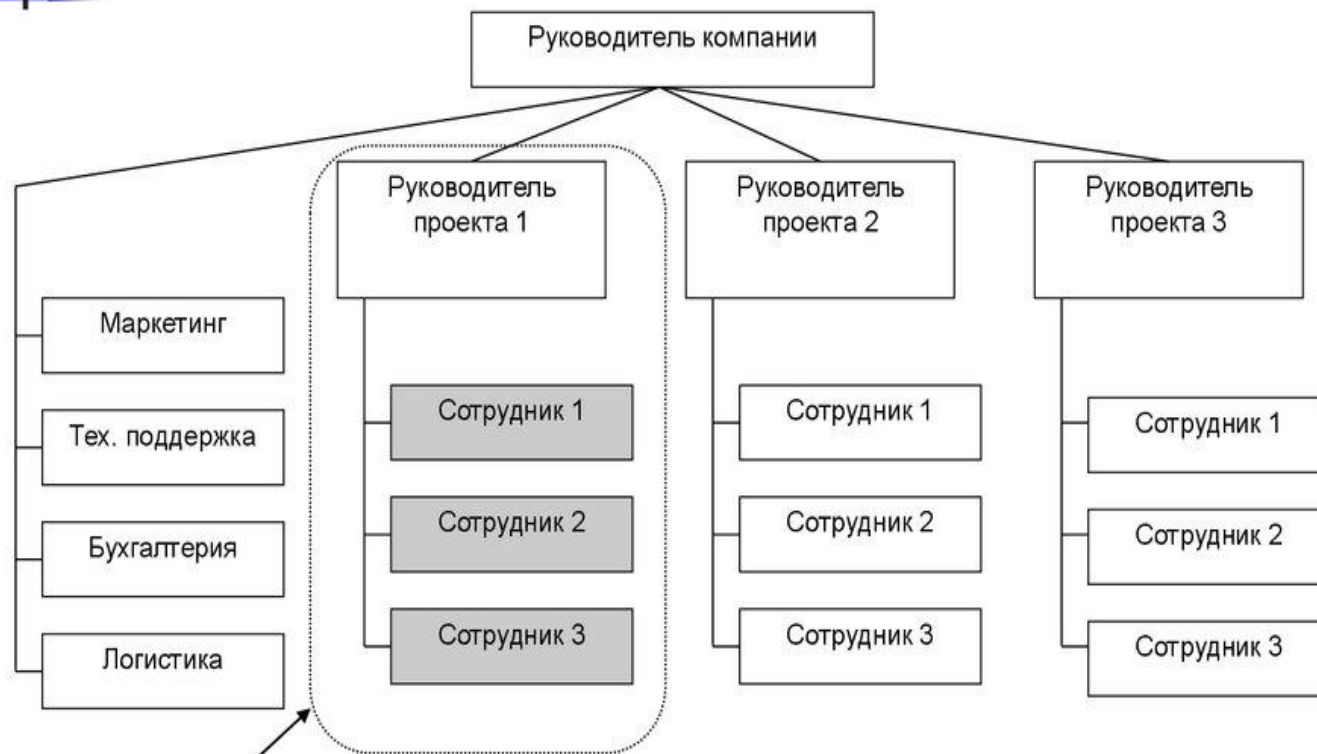 Руководитель компании
Руководитель
проекта 1
Руководитель
проекта 2
Руководитель
проекта 3
Маркетинг
Тех. поддержка
Бухгалтерия
Логистика
Сотрудник 1
Сотрудник 2
Сотрудник 3
Сотрудник 1
Сотрудник 2
Сотрудник 3
Сотрудник 1
Сотрудник 2
Сотрудник 3